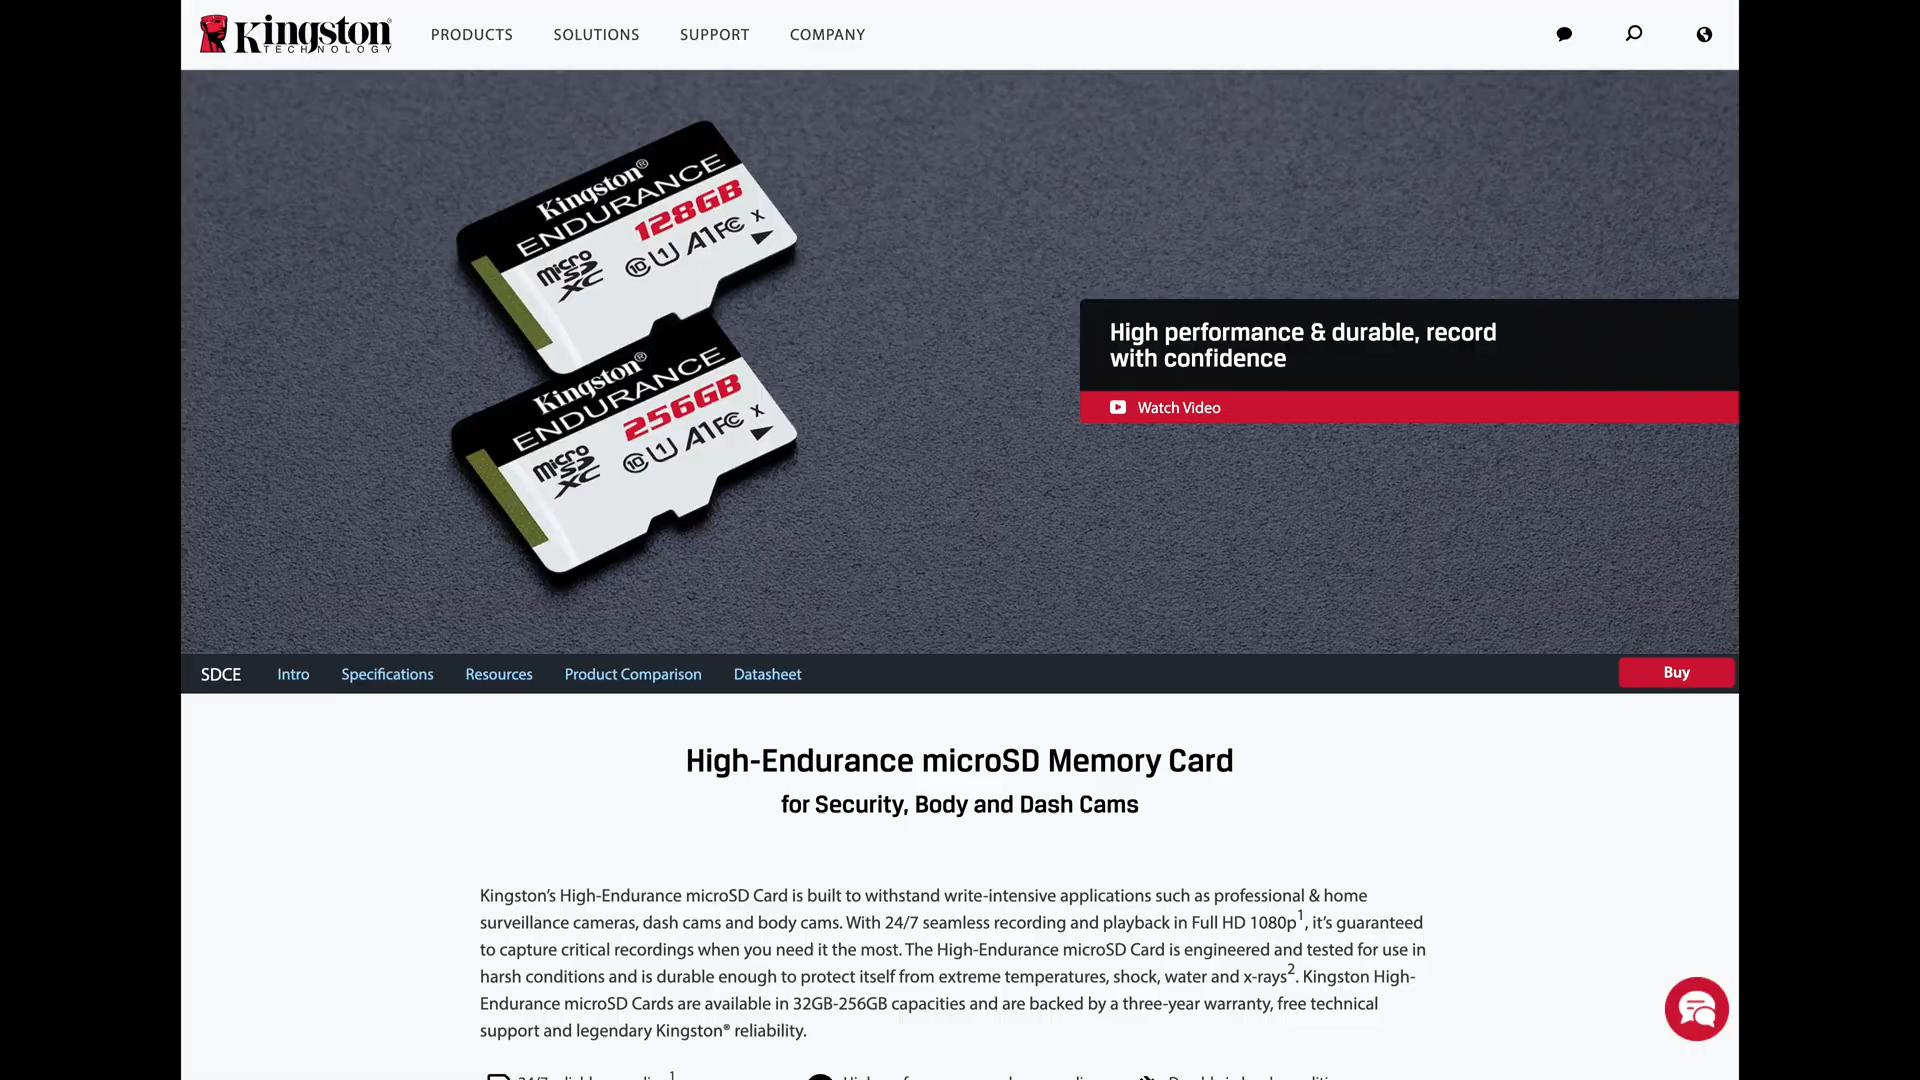 Kingston
TECHNOLOGY
PRODUCTS SOLUTIONS SUPPORT COMPANY
Kingston®
ENDURANCE
128GB
micro SD XC 10 U1 A1 FC X
Kingston®
ENDURANCE
256GB
micro SD XC 10 U1 A1 FC X
High performance & durable, record
with confidence
Watch Video
SDCE Intro Specifications Resources Product Comparison Datasheet Buy
High-Endurance microSD Memory Card
for Security, Body and Dash Cams
Kingston’s High-Endurance microSD Card is built to withstand write-intensive applications such as professional & home
surveillance cameras, dash cams and body cams. With 24/7 seamless recording and playback in Full HD 1080p1, it’s guaranteed
to capture critical recordings when you need it the most. The High-Endurance microSD Card is engineered and tested for use in
harsh conditions and is durable enough to protect itself from extreme temperatures, shock, water and x-rays2. Kingston High-
Endurance microSD Cards are available in 32GB-256GB capacities and are backed by a three-year warranty, free technical
support and legendary Kingston® reliability.